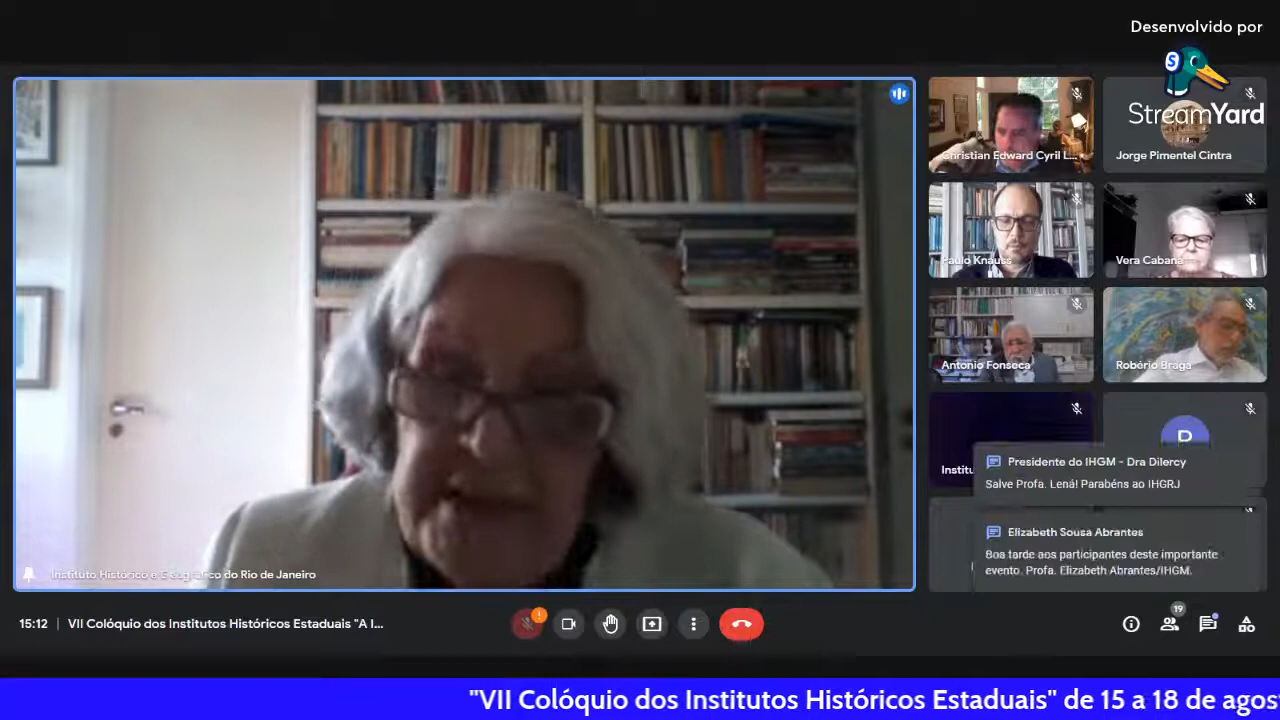 Desenvolvido por
StreamYard
Christian Edward Cyril L...
Jorge Pimentel Cintra
Paulo Knauss
Vera Cabana
Antonio Fonseca
Robério Braga
Institu
P
Presidente do IHGM - Dra Dilercy
Salve Profa. Lená! Parabéns ao IHGRJ
Elizabeth Sousa Abrantes
Boa tarde aos participantes deste importante
evento. Profa. Elizabeth Abrantes/IHGM.
Instituto Histórico e Geográfico do Rio de Janeiro
15:12 | VII Colóquio dos Institutos Históricos Estaduais "A I...
19
"VII Colóquio dos Institutos Históricos Estaduais" de 15 a 18 de agos